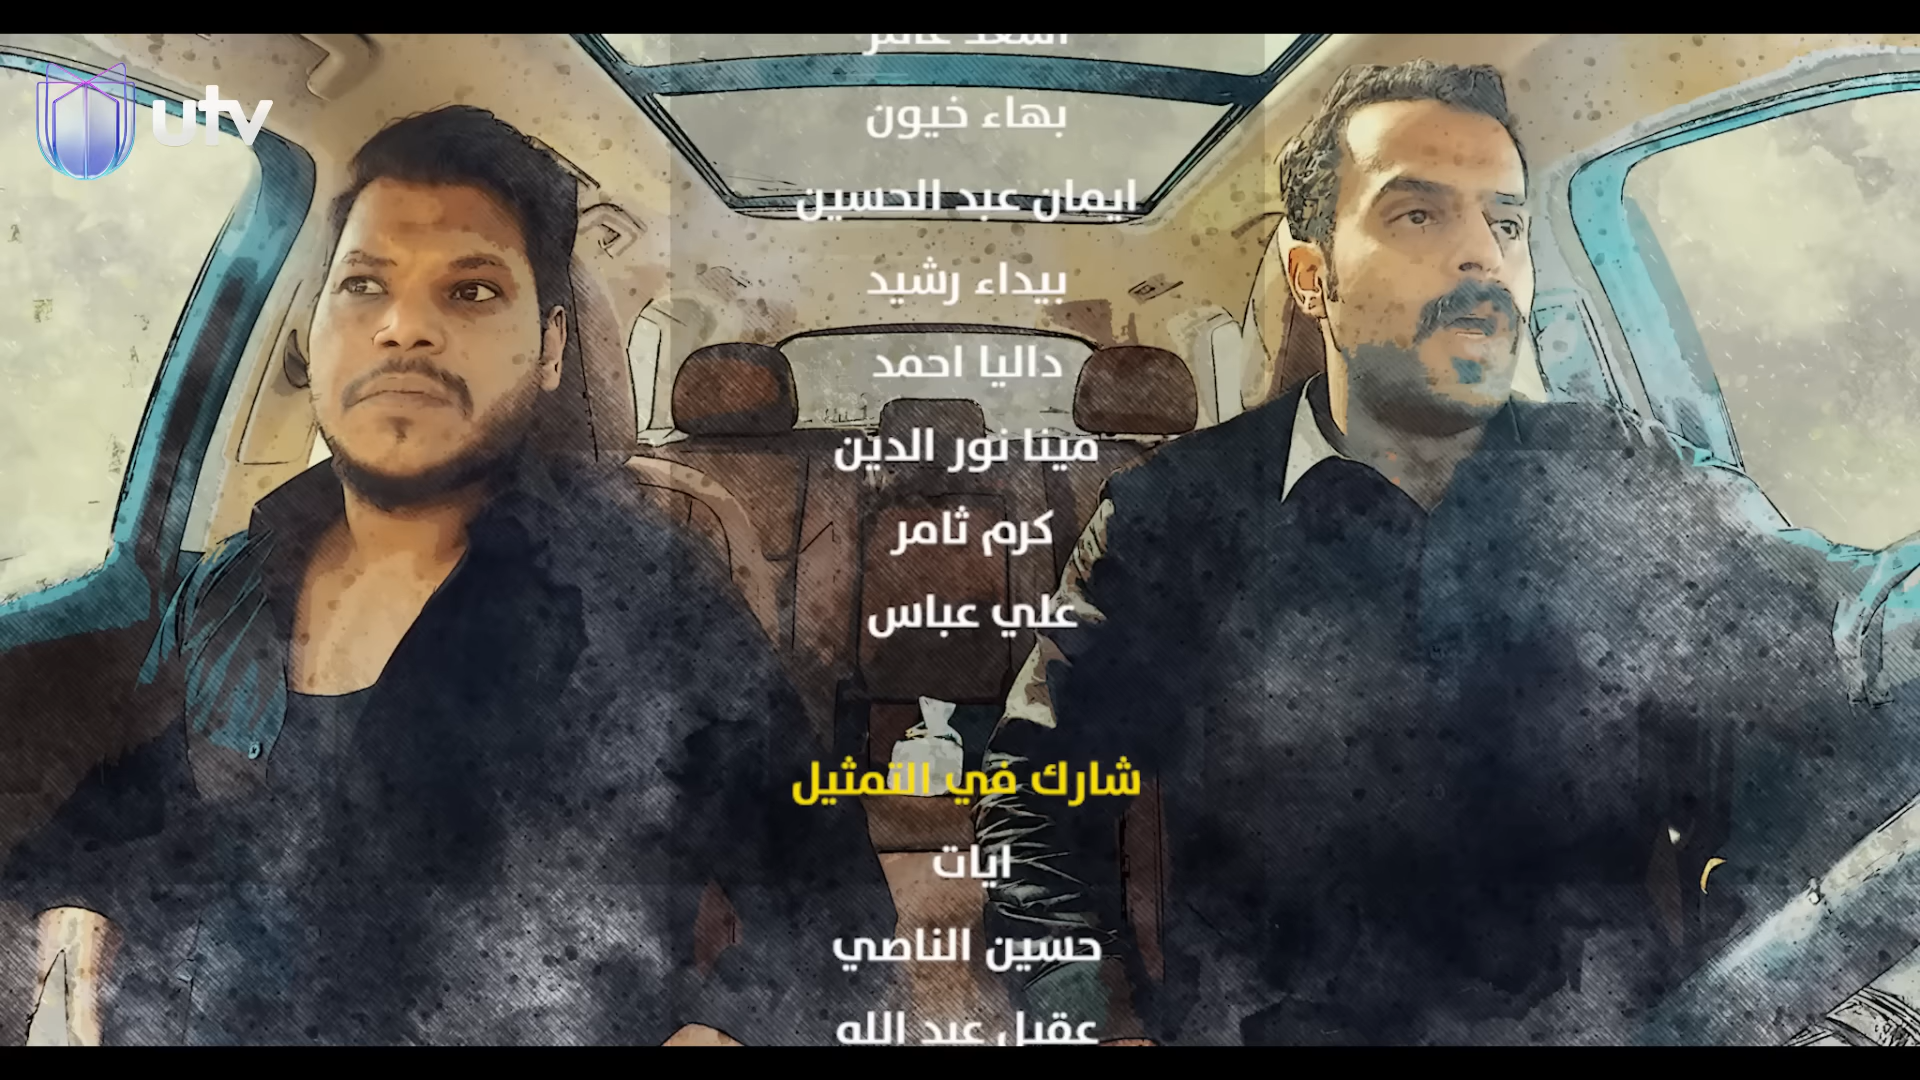 utv
بهاء خيون
ايمان عبد الحسين
بيداء رشيد
داليا احمد
مينا نور الدين
كرم ثامر
علي عباس
شارك في التمثيل
ايات
حسين الناصي
عقيل عبد الله